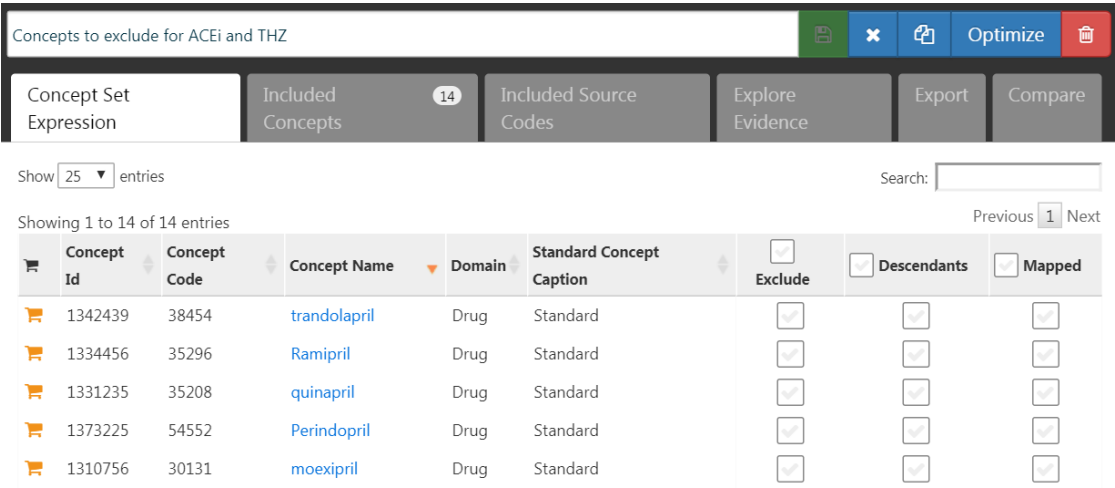 Concepts to exclude for ACEi and THZ
Optimize
Concept Set Expression
Included Concepts 14
Included Source Codes
Explore Evidence
Export
Compare
Show 25 entries
Search:
Showing 1 to 14 of 14 entries
Previous 1 Next
Concept Id Concept Code Concept Name Domain Standard Concept Caption Exclude Descendants Mapped
1342439 38454 trandolapril Drug Standard
1334456 35296 Ramipril Drug Standard
1331235 35208 quinapril Drug Standard
1373225 54552 Perindopril Drug Standard
1310756 30131 moexipril Drug Standard